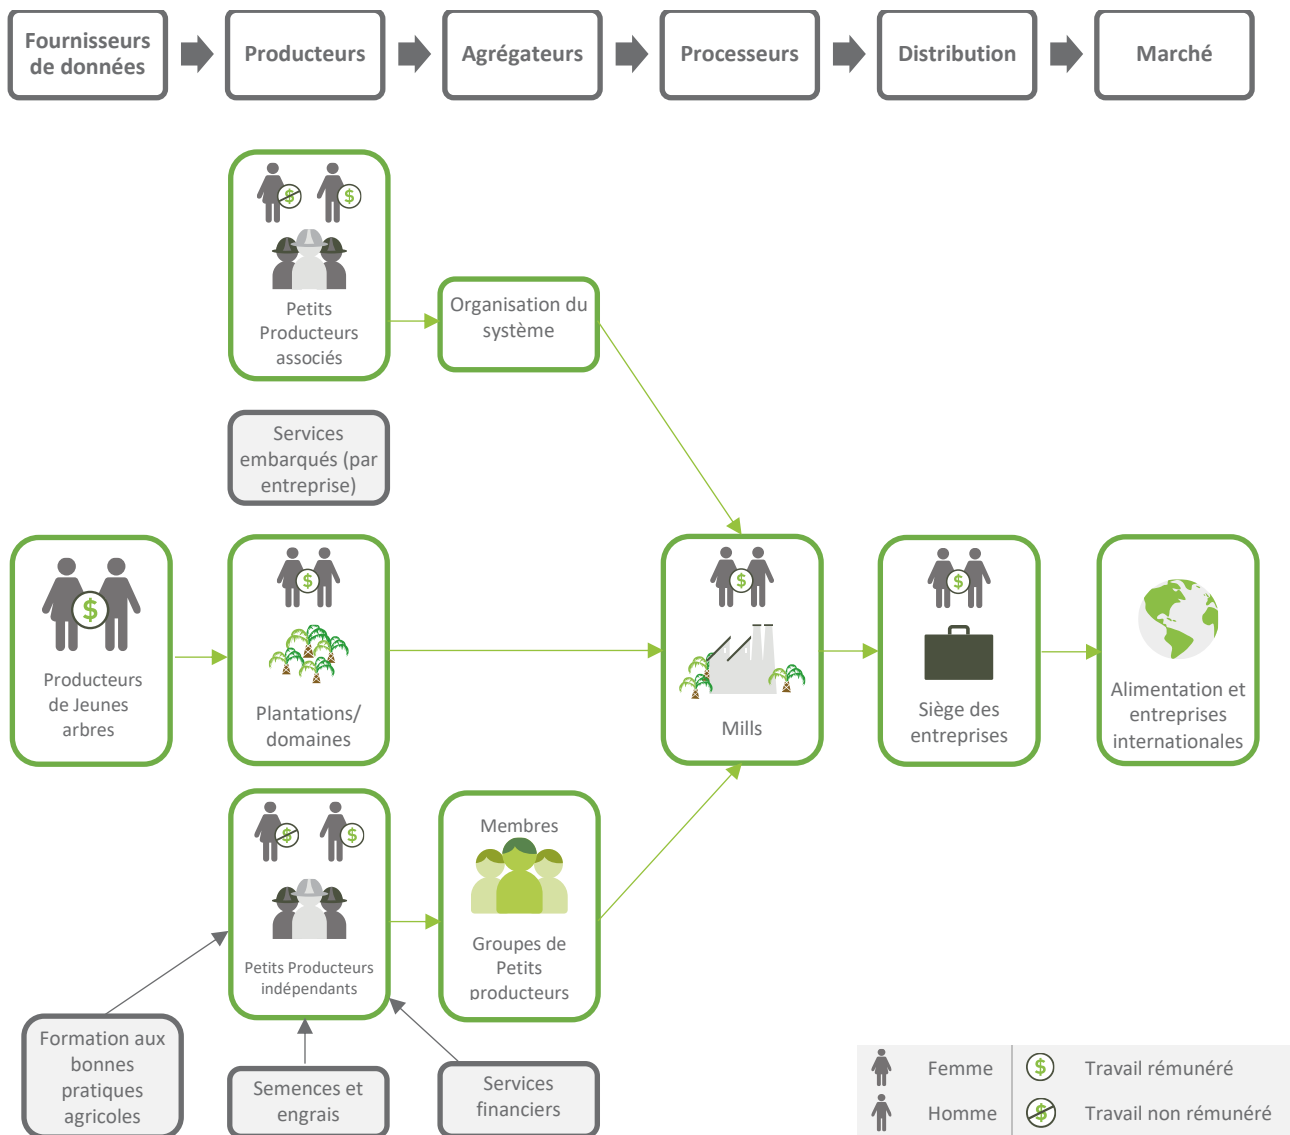 Fournisseurs
de données
Producteurs
Agrégateurs
Processeurs
Distribution
Marché
$
$
Petits
Producteurs
associés
Organisation du
système
Services
embarqués (par
entreprise)
$
Producteurs
de Jeunes
arbres
$
Plantations/
domaines
$
Mills
$
Siège des
entreprises
Alimentation et
entreprises
internationales
$
$
Petits Producteurs
indépendants
Membres
Groupes de
Petits
producteurs
Formation aux
bonnes
pratiques
agricoles
Semences et
engrais
Services
financiers
Femme
$
Travail rémunéré
Homme
$
Travail non rémunéré